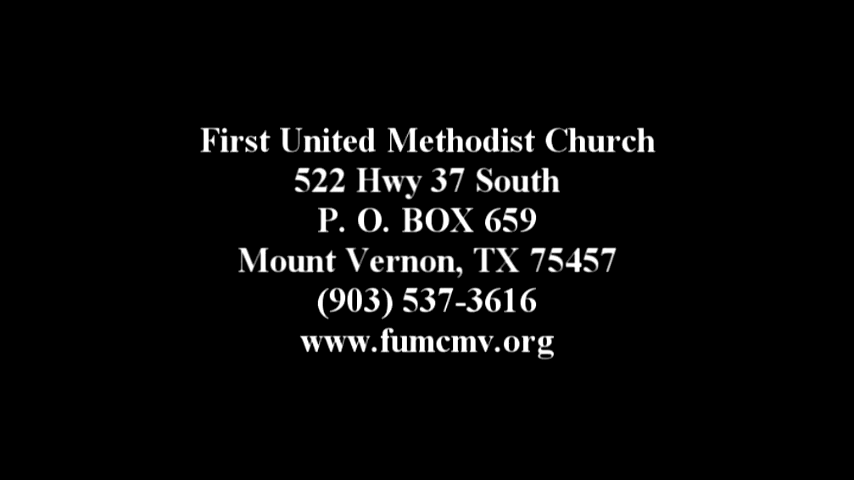 First United Methodist Church
522 Hwy 37 South
P. O. BOX 659
Mount Vernon, TX 75457
(903) 537-3616
www.fumcmv.org